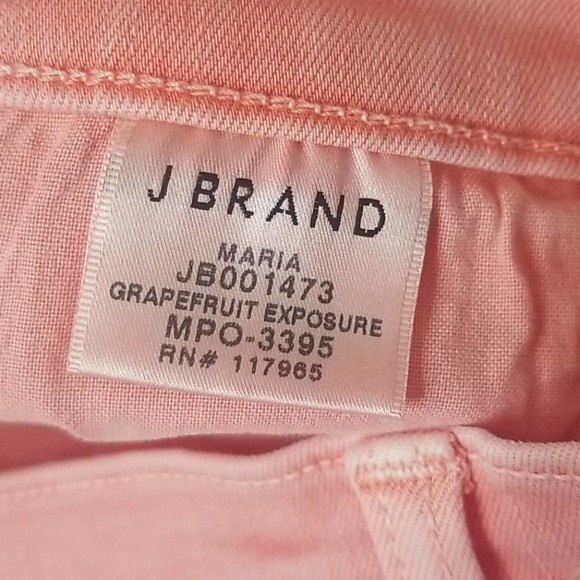 J BRAND
MARIA
JB001473
GRAPEFRUIT EXPOSURE
MPO-3395
RN# 117965